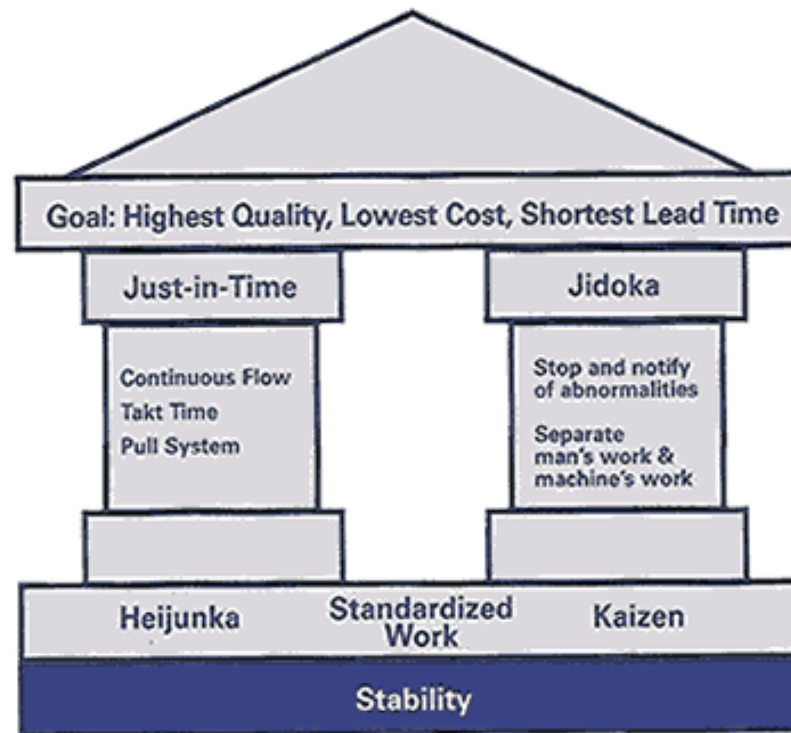 Goal: Highest Quality, Lowest Cost, Shortest Lead Time
Just-in-Time
Continuous Flow
Takt Time
Pull System
Jidoka
Stop and notify
of abnormalities
Separate
man's work &
machine's work
Heijunka
Standardized
Work
Kaizen
Stability